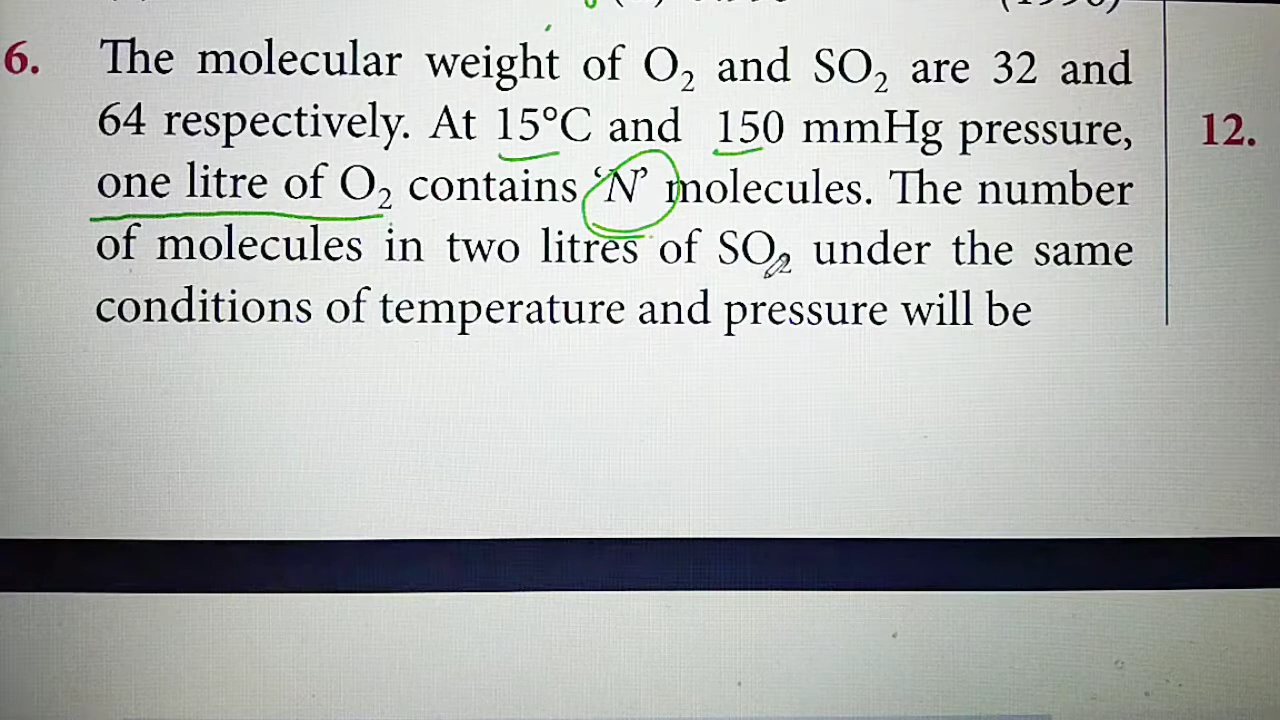 6. The molecular weight of O₂ and SO₂ are 32 and
64 respectively. At 15°C and 150 mmHg pressure,
one litre of O₂ contains ‘N’ molecules. The number
of molecules in two litres of SO₂ under the same
conditions of temperature and pressure will be
12.